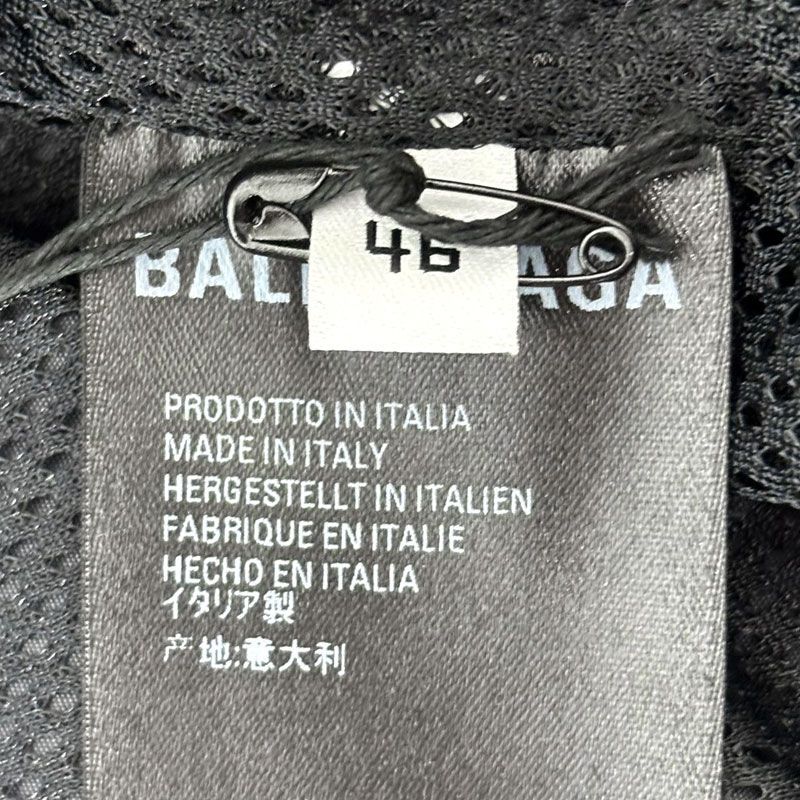 46
PRODOTTO IN ITALIA
MADE IN ITALY
HERGESTELLT IN ITALIEN
FABRIQUE EN ITALIE
HECHO EN ITALIA
イタリア製
产地:意大利